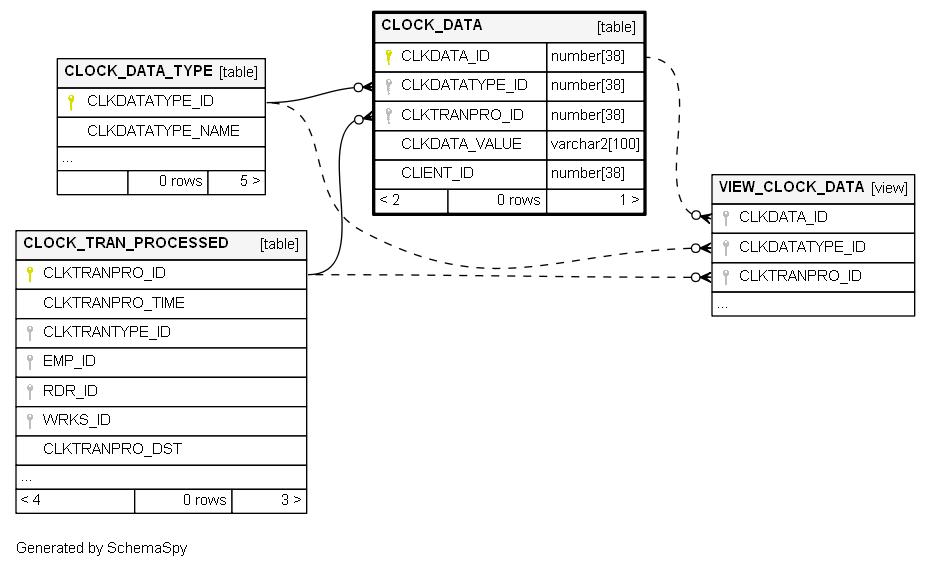 CLOCK_DATA [table]
CLKDATA_ID number[38]
CLKDATATYPE_ID number[38]
CLKTRANPRO_ID number[38]
CLKDATA_VALUE varchar2[100]
CLIENT_ID number[38]
< 2 0 rows 1 >
CLOCK_DATA_TYPE [table]
CLKDATATYPE_ID
CLKDATATYPE_NAME
...
0 rows 5 >
VIEW_CLOCK_DATA [view]
CLKDATA_ID
CLKDATATYPE_ID
CLKTRANPRO_ID
...
CLOCK_TRAN_PROCESSED [table]
CLKTRANPRO_ID
CLKTRANPRO_TIME
CLKTRANTYPE_ID
EMP_ID
RDR_ID
WRKS_ID
CLKTRANPRO_DST
...
< 4 0 rows 3 >
Generated by SchemaSpy